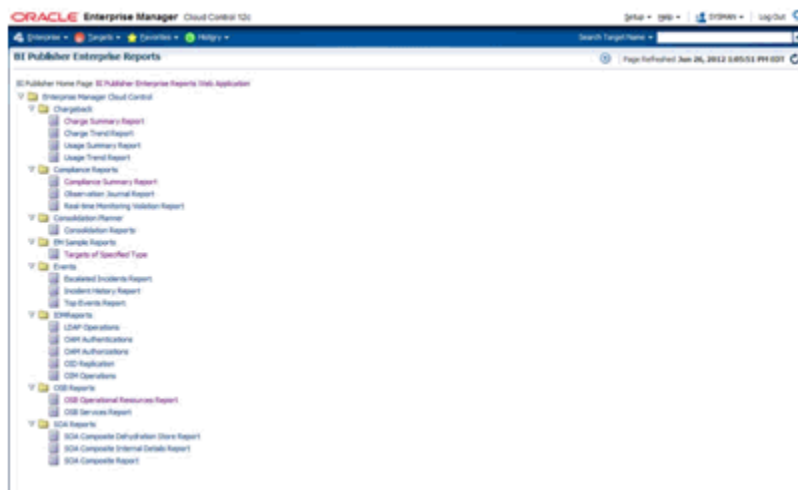 ORACLE Enterprise Manager Cloud Control 12c
Setup Help SYSMAN Log Out
Enterprise Targets Favorites History Search Target Name
BI Publisher Enterprise Reports
Page Refreshed Jun 26, 2012 1:05:51 PM EDT
BI Publisher Home Page BI Publisher Enterprise Reports Web Application
Enterprise Manager Cloud Control
Chargeback
Charge Summary Report
Charge Trend Report
Usage Summary Report
Usage Trend Report
Compliance Reports
Compliance Summary Report
Observation Journal Report
Real-time Monitoring Violation Report
Consolidation Planner
Consolidation Reports
EM Sample Reports
Targets of Specified Type
Events
Escalated Incidents Report
Incident History Report
Top Events Report
IDMReports
LDAP Operations
OAM Authentications
OAM Authorizations
OID Replication
OIM Operations
OSB Reports
OSB Operational Resources Report
OSB Services Report
SOA Reports
SOA Composite Dehydration Store Report
SOA Composite Internal Details Report
SOA Composite Report